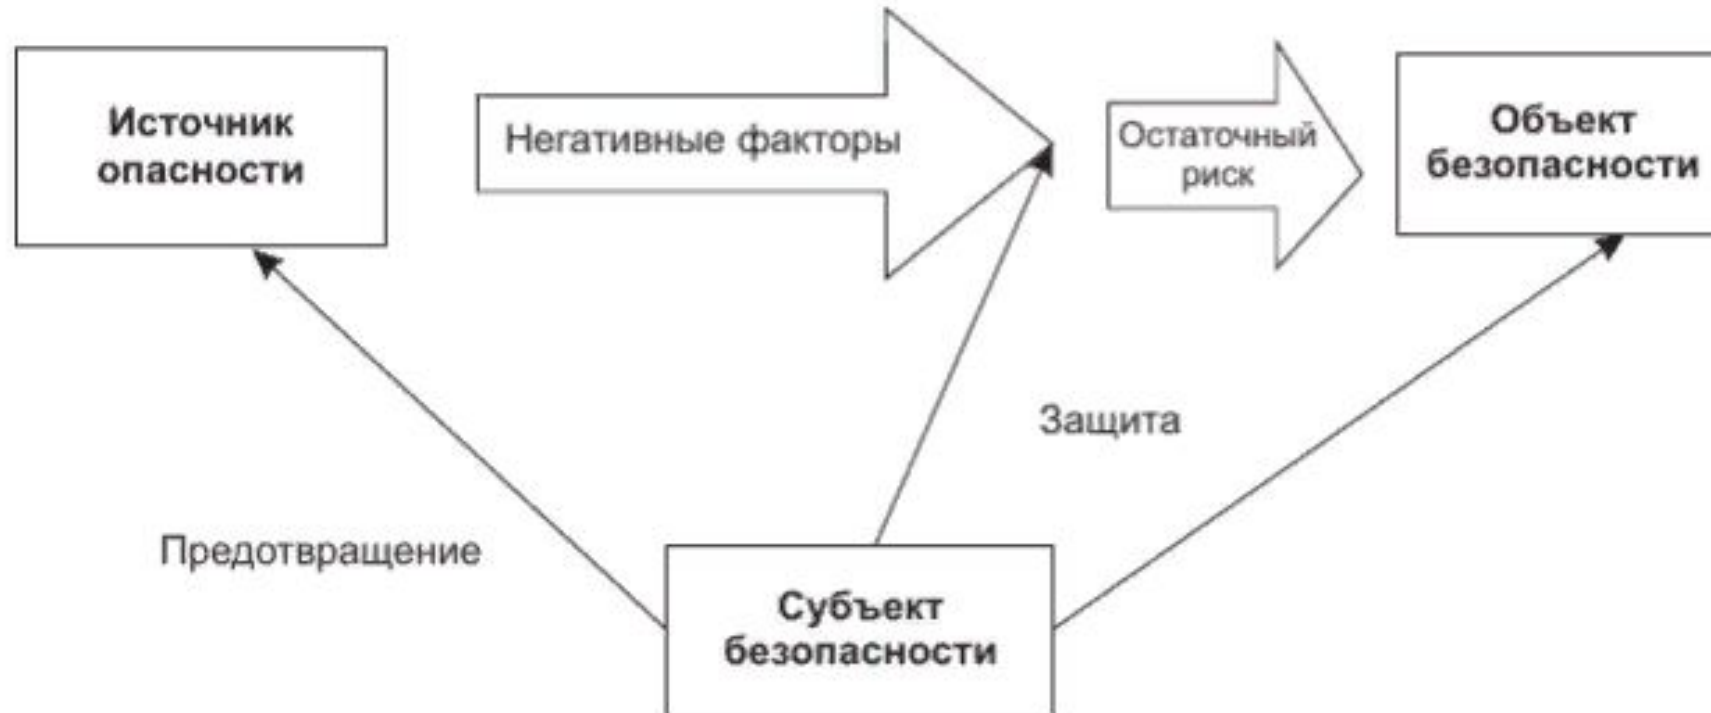 Источник
опасности
Негативные факторы
Остаточный
риск
Объект
безопасности
Защита
Предотвращение
Субъект
безопасности